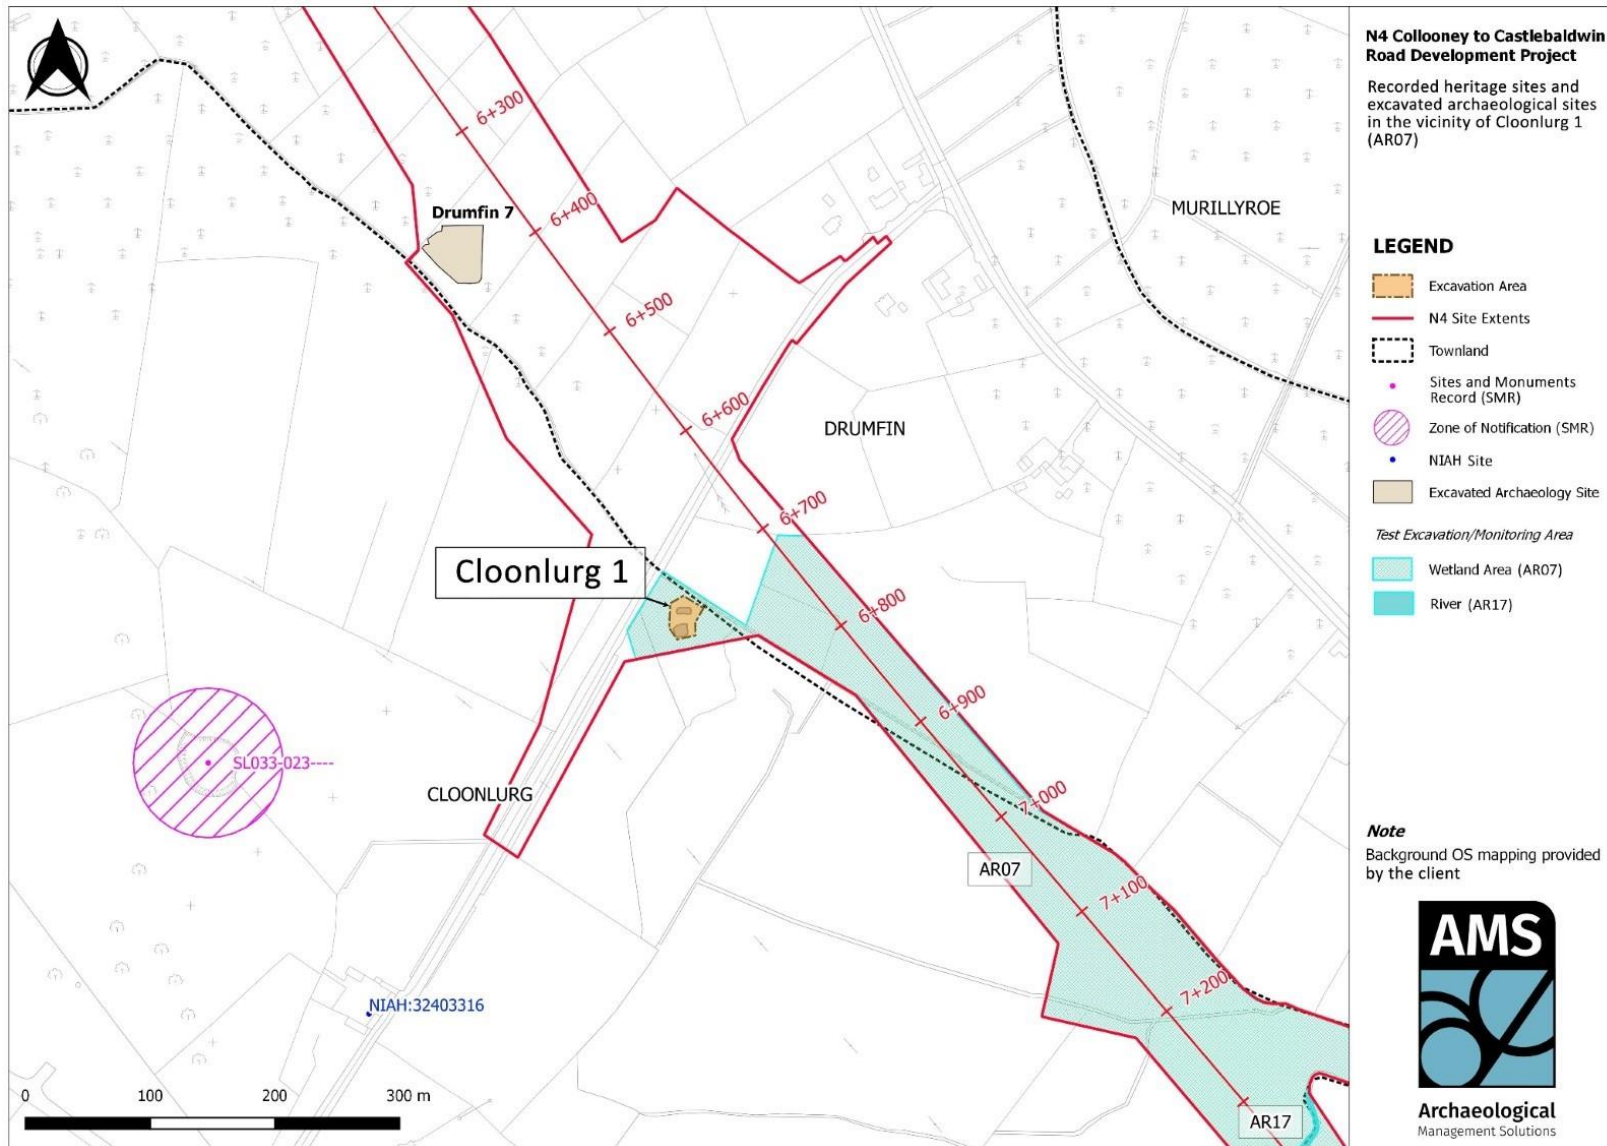 6+300
6+400
Drumfin 7
MURILLYROE
6+500
6+600
DRUMFIN
6+700
Cloonlurg 1
6+800
6+900
SL033-023----
CLOONLURG
7+000
AR07
7+100
7+200
NIAH:32403316
0 100 200 300 m
AR17
N4 Collooney to Castlebaldwin
Road Development Project
Recorded heritage sites and
excavated archaeological sites
in the vicinity of Cloonlurg 1
(AR07)
LEGEND
Excavation Area
N4 Site Extents
Townland
Sites and Monuments
Record (SMR)
Zone of Notification (SMR)
NIAH Site
Excavated Archaeology Site
Test Excavation/Monitoring Area
Wetland Area (AR07)
River (AR17)
Note
Background OS mapping provided
by the client
AMS
Archaeological
Management Solutions